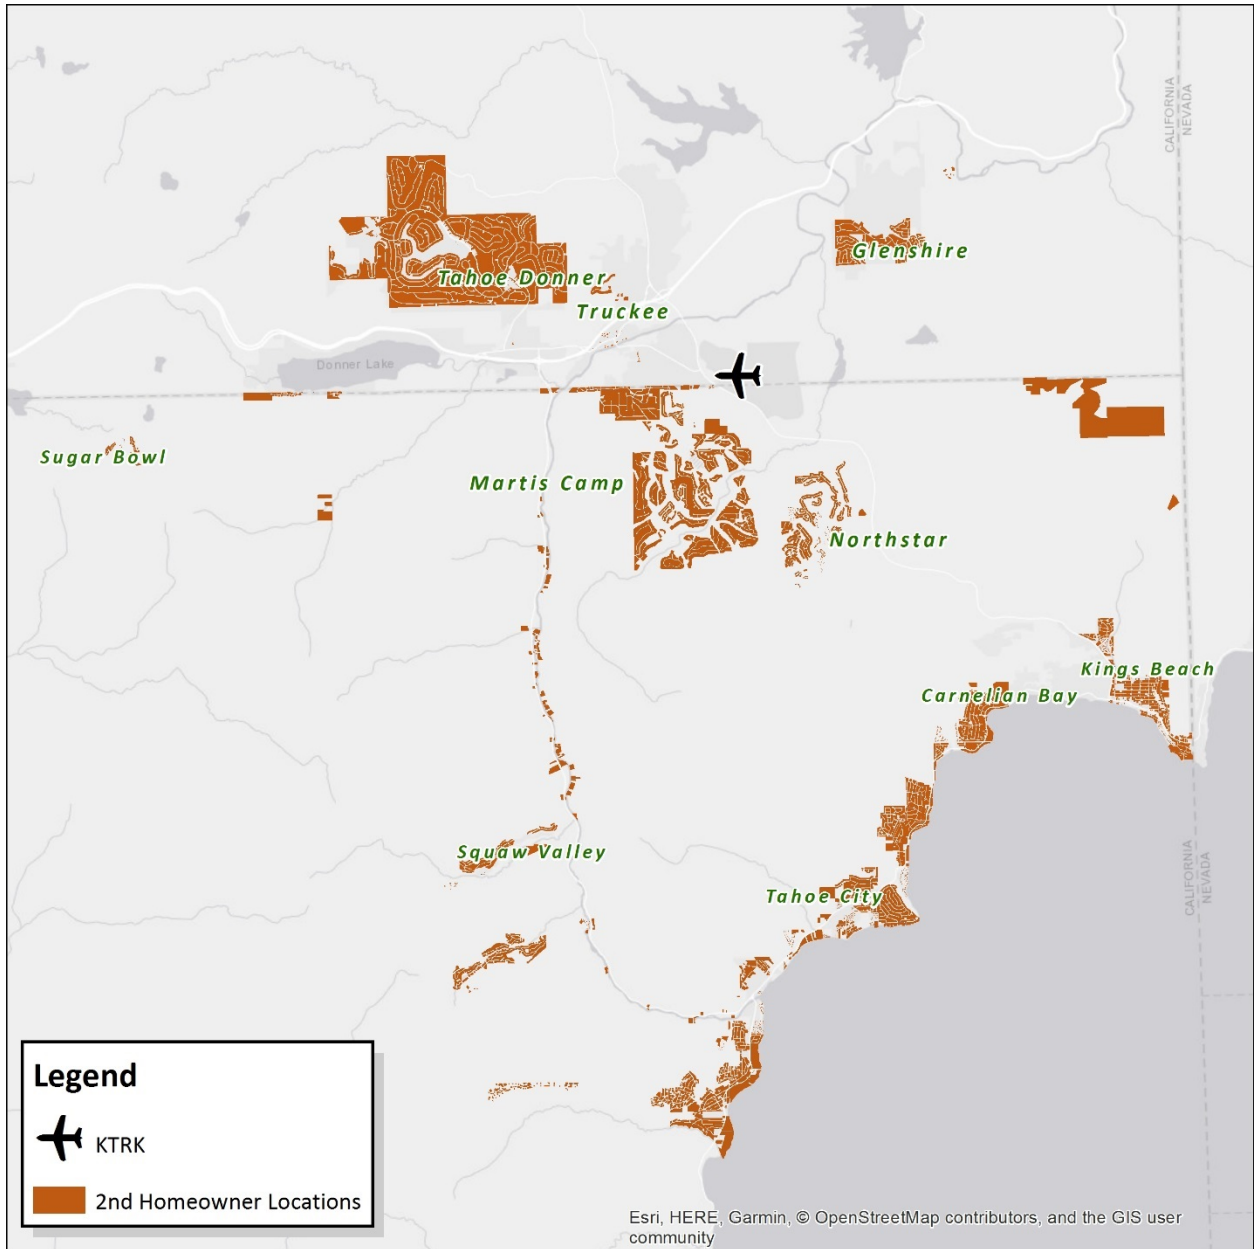 CALIFORNIA
NEVADA
Glenshire
Tahoe Donner
Truckee
Donner Lake
Sugar Bowl
Martis Camp
Northstar
Kings Beach
Carnelian Bay
Squaw Valley
CALIFORNIA
NEVADA
Tahoe City
Legend
KTRK
2nd Homeowner Locations
Esri, HERE, Garmin, © OpenStreetMap contributors, and the GIS user
community